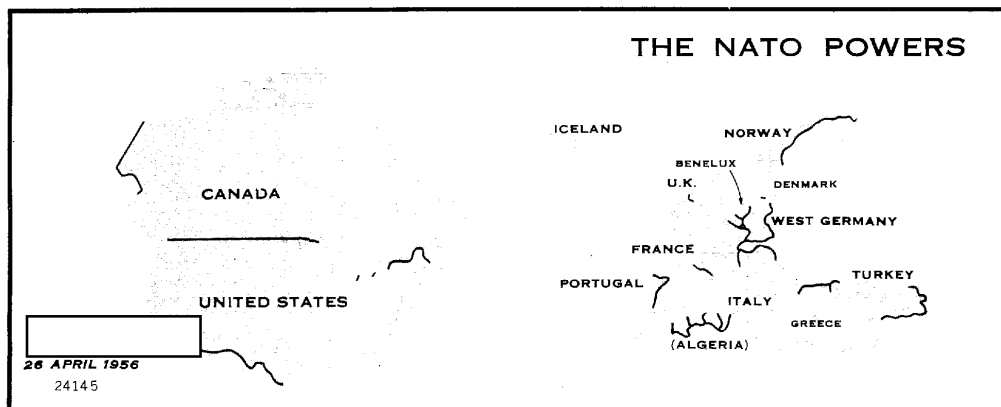 THE NATO POWERS
ICELAND
NORWAY
BENELUX
U.K.
DENMARK
CANADA
WEST GERMANY
FRANCE
TURKEY
PORTUGAL
UNITED STATES
ITALY
GREECE
(ALGERIA)
26 APRIL 1956
24145